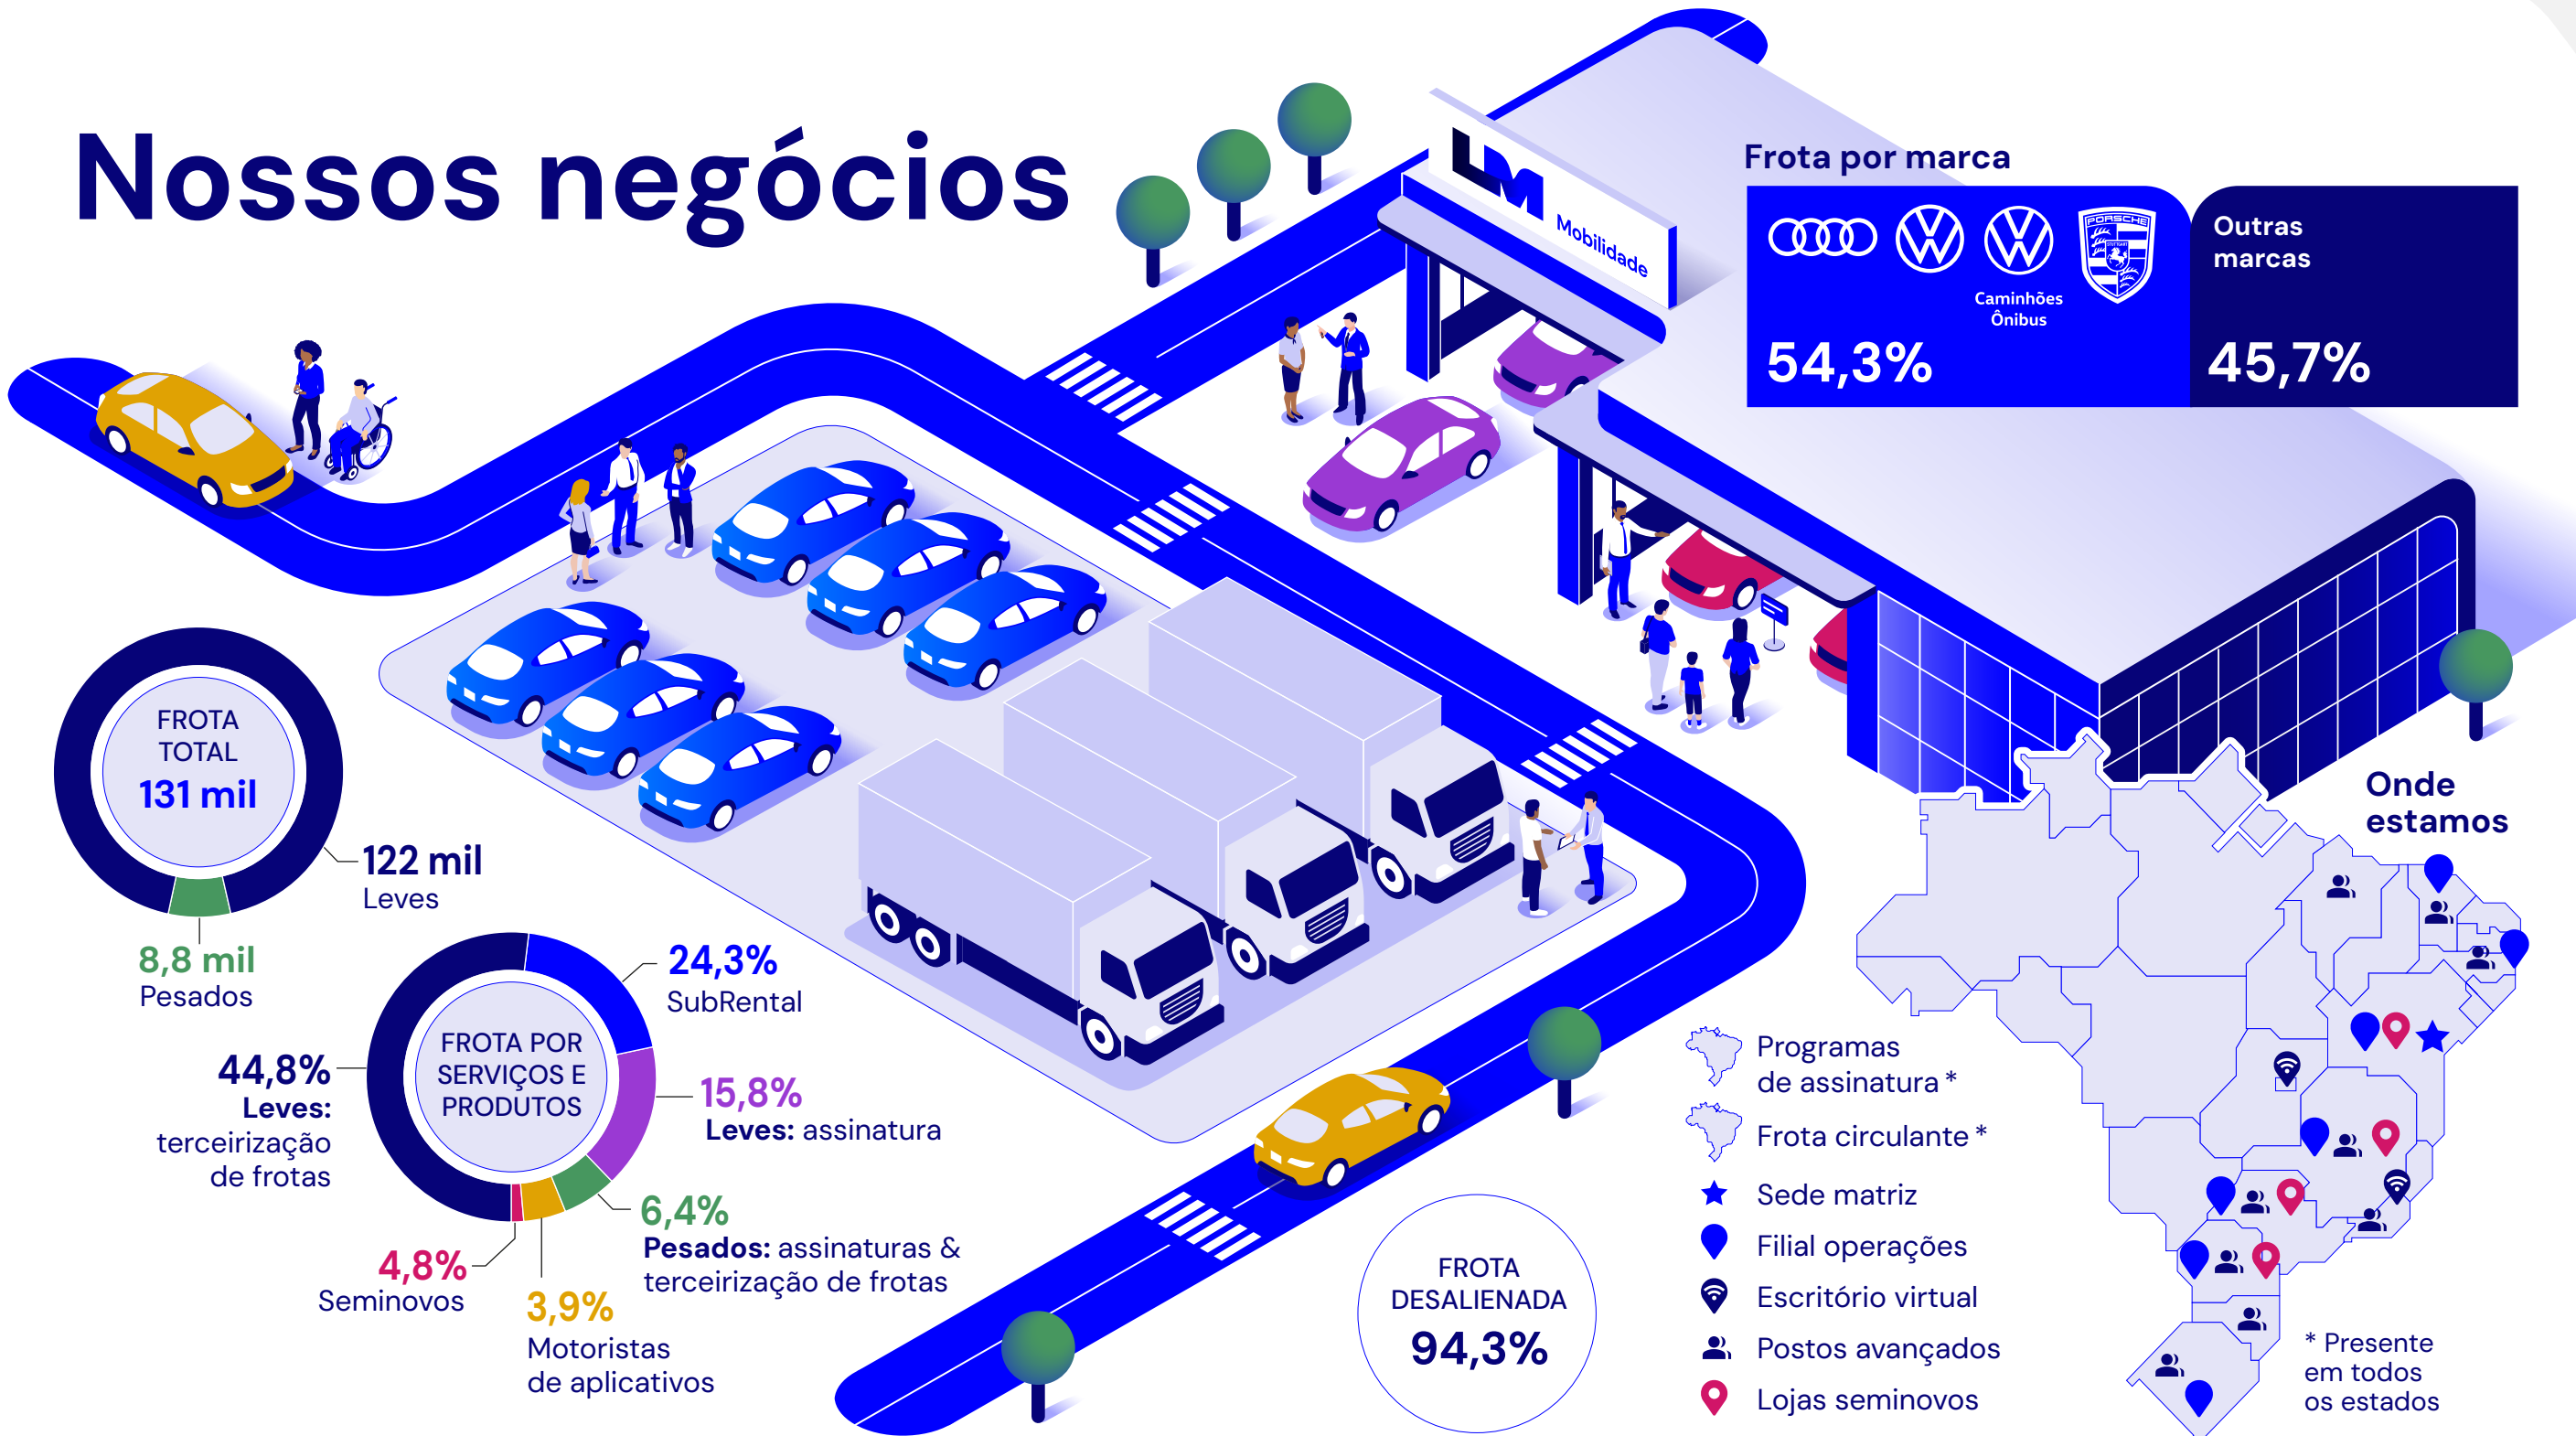 Nossos negócios
LM
Mobilidade
Frota por marca
PORSCHE
Caminhões
Ônibus
54,3%
Outras
marcas
45,7%
FROTA
TOTAL
131 mil
122 mil
Leves
8,8 mil
Pesados
FROTA POR
SERVIÇOS E
PRODUTOS
24,3%
SubRental
15,8%
Leves: assinatura
6,4%
Pesados: assinaturas &
terceirização de frotas
3,9%
Motoristas
de aplicativos
4,8%
Seminovos
44,8%
Leves:
terceirização
de frotas
FROTA
DESALIENADA
94,3%
Onde
estamos
Programas
de assinatura *
Frota circulante *
Sede matriz
Filial operações
Escritório virtual
Postos avançados
Lojas seminovos
* Presente
em todos
os estados